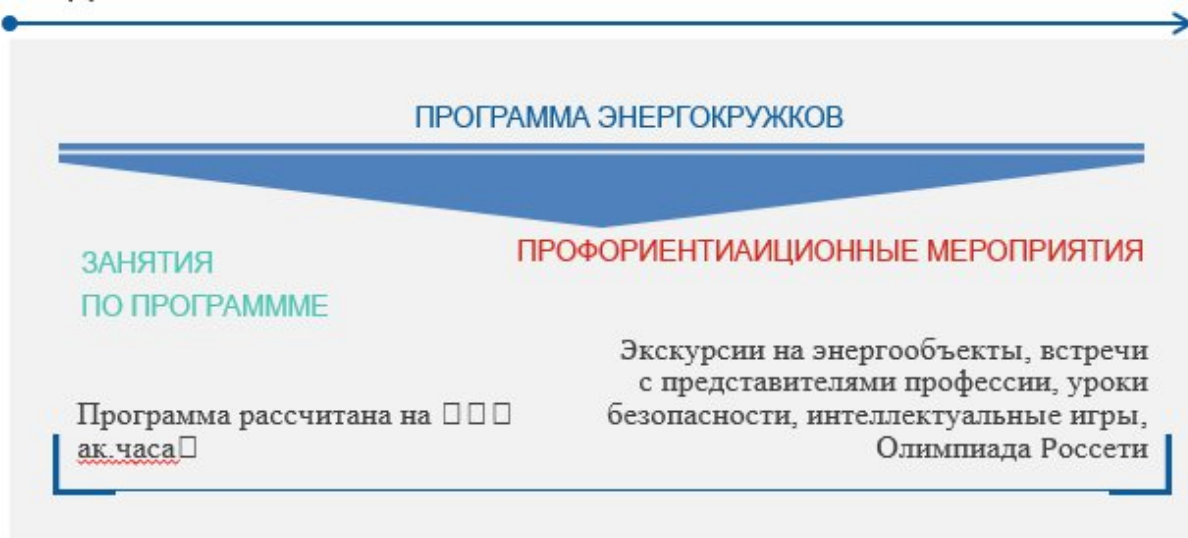 ПРОГРАММА ЭНЕРГОКРУЖКОВ
ЗАНЯТИЯ
ПО ПРОГРАМММЕ
Программа рассчитана на □□□
ак.часа□
ПРОФОРИЕНТИАИЦИОННЫЕ МЕРОПРИЯТИЯ
Экскурсии на энергообъекты, встречи
с представителями профессии, уроки
безопасности, интеллектуальные игры,
Олимпиада Россети